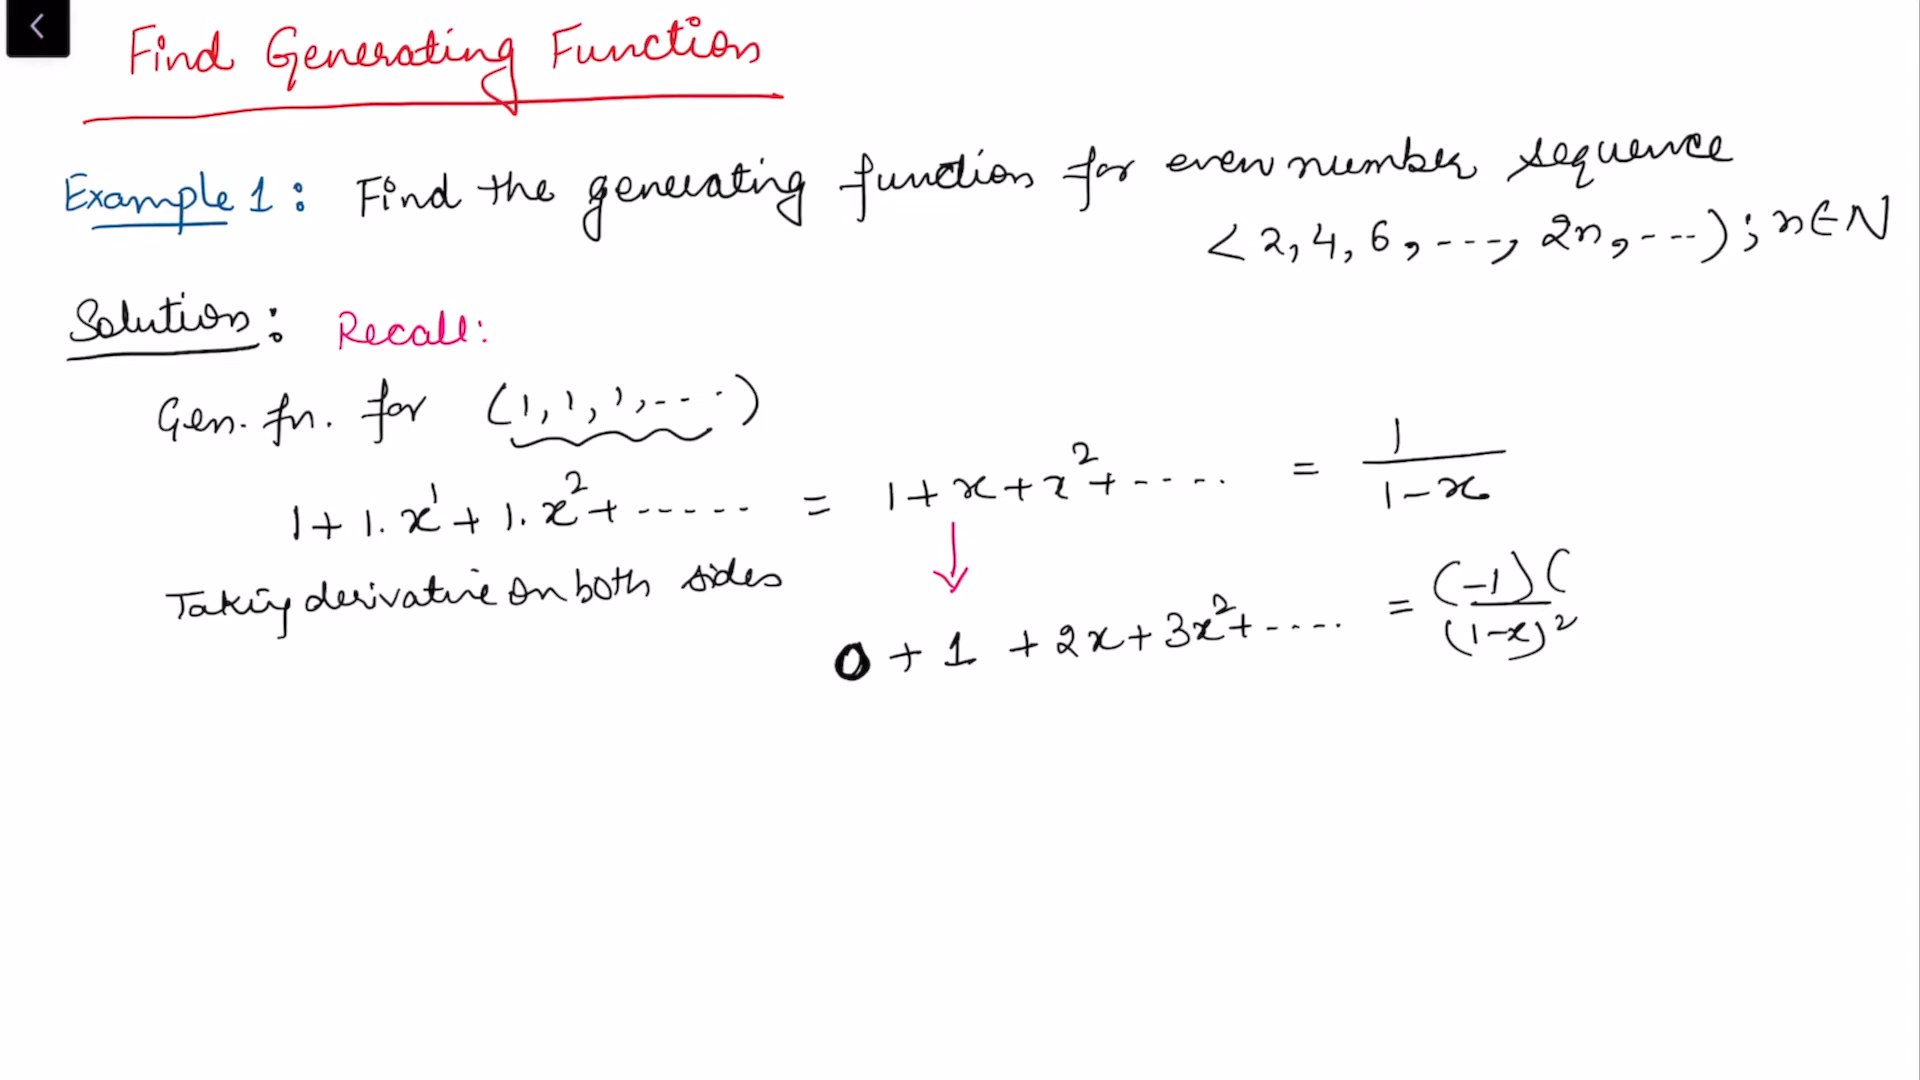 Find Generating Function
Example 1: Find the generating function for even number sequence
< 2, 4, 6, ---, 2n, ---); n∈N
Solution: Recall:
Gen. fn. for (1, 1, 1, ----)
1 + 1.x¹ + 1.x² + ----- = 1 + x + x² + ---- = 1/(1-x)
Taking derivative on both sides
0 + 1 + 2x + 3x² + ---- = (-1)(/(1-x)²